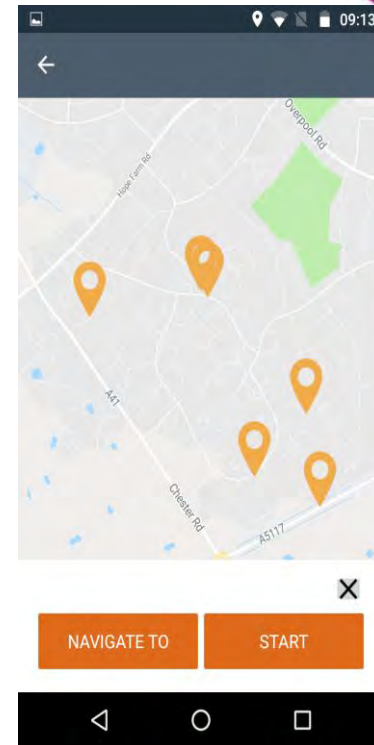 09:13
Overpool Rd
Hope Farm Rd
A41
Chester Rd
A5117
NAVIGATE TO
START